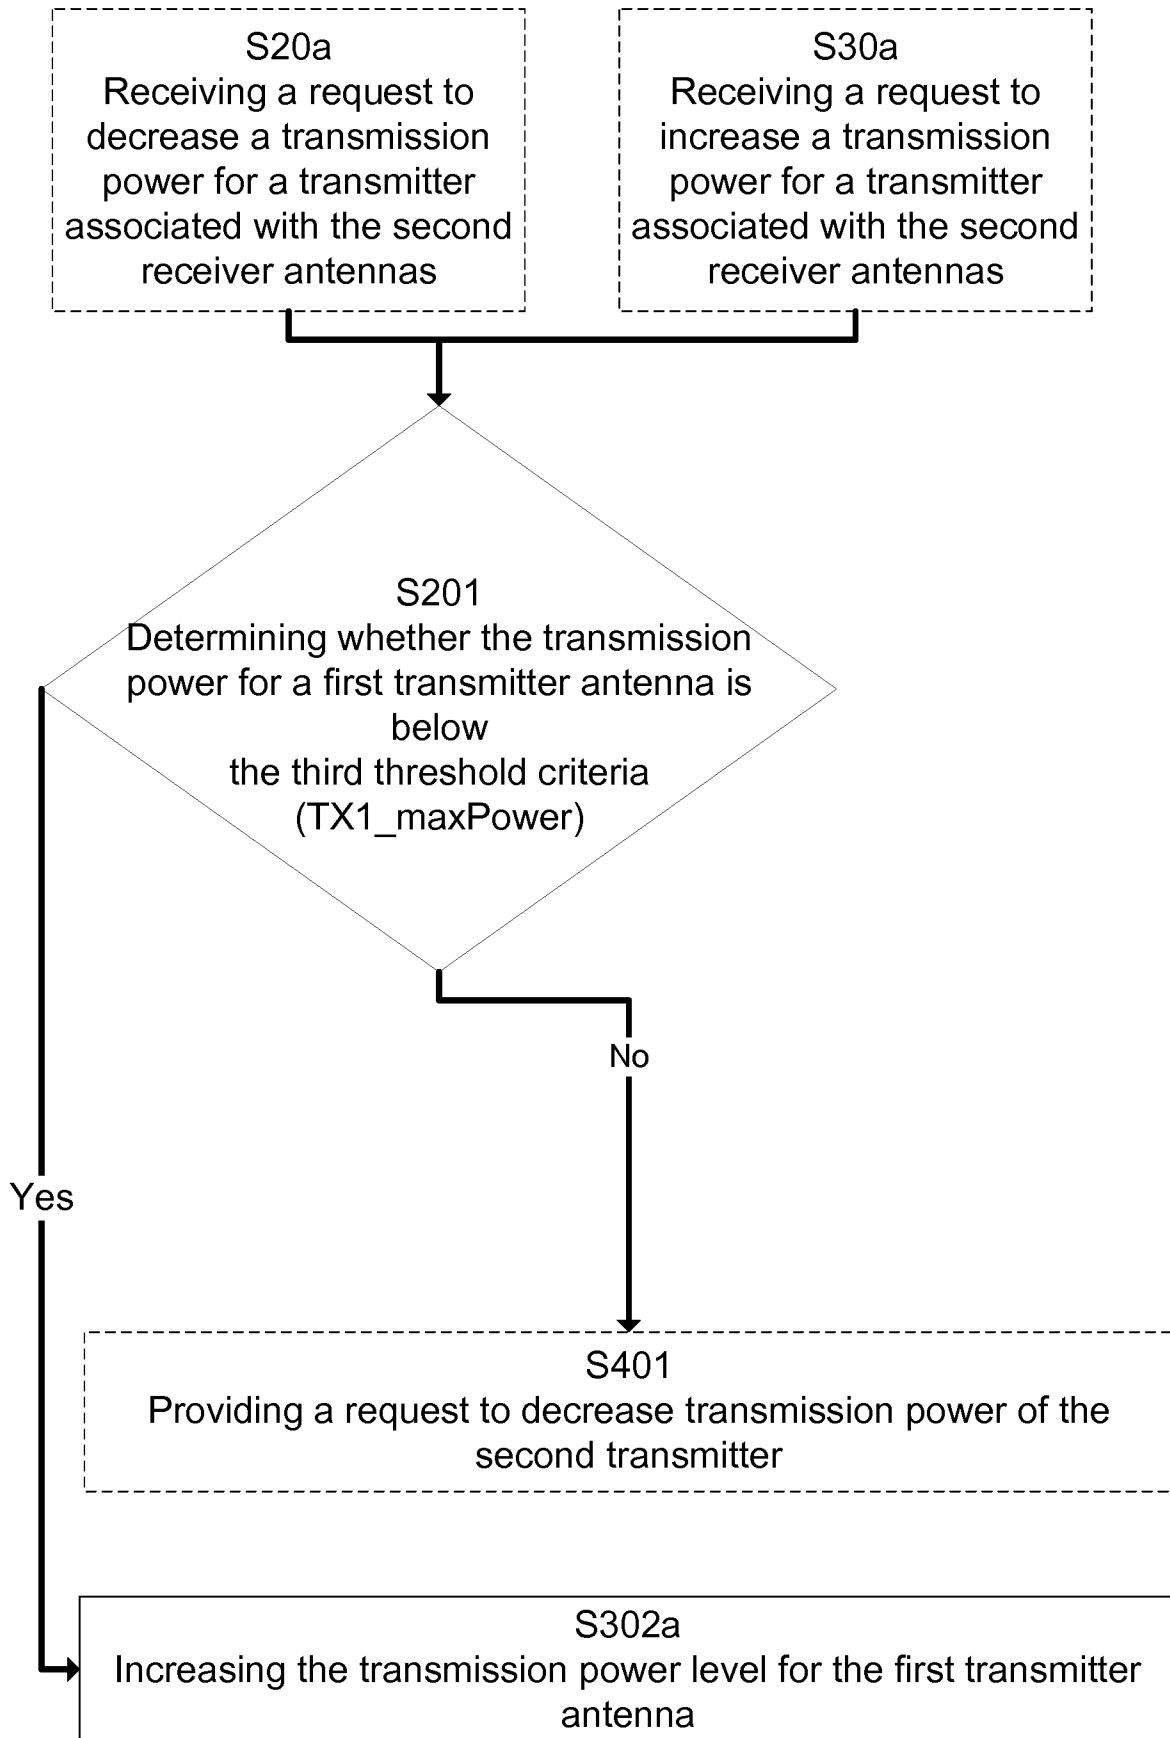 S20a
Receiving a request to
decrease a transmission
power for a transmitter
associated with the second
receiver antennas
S30a
Receiving a request to
increase a transmission
power for a transmitter
associated with the second
receiver antennas
S201
Determining whether the transmission
power for a first transmitter antenna is
below
the third threshold criteria
(TX1_maxPower)
No
Yes
S401
Providing a request to decrease transmission power of the
second transmitter
S302a
Increasing the transmission power level for the first transmitter
antenna